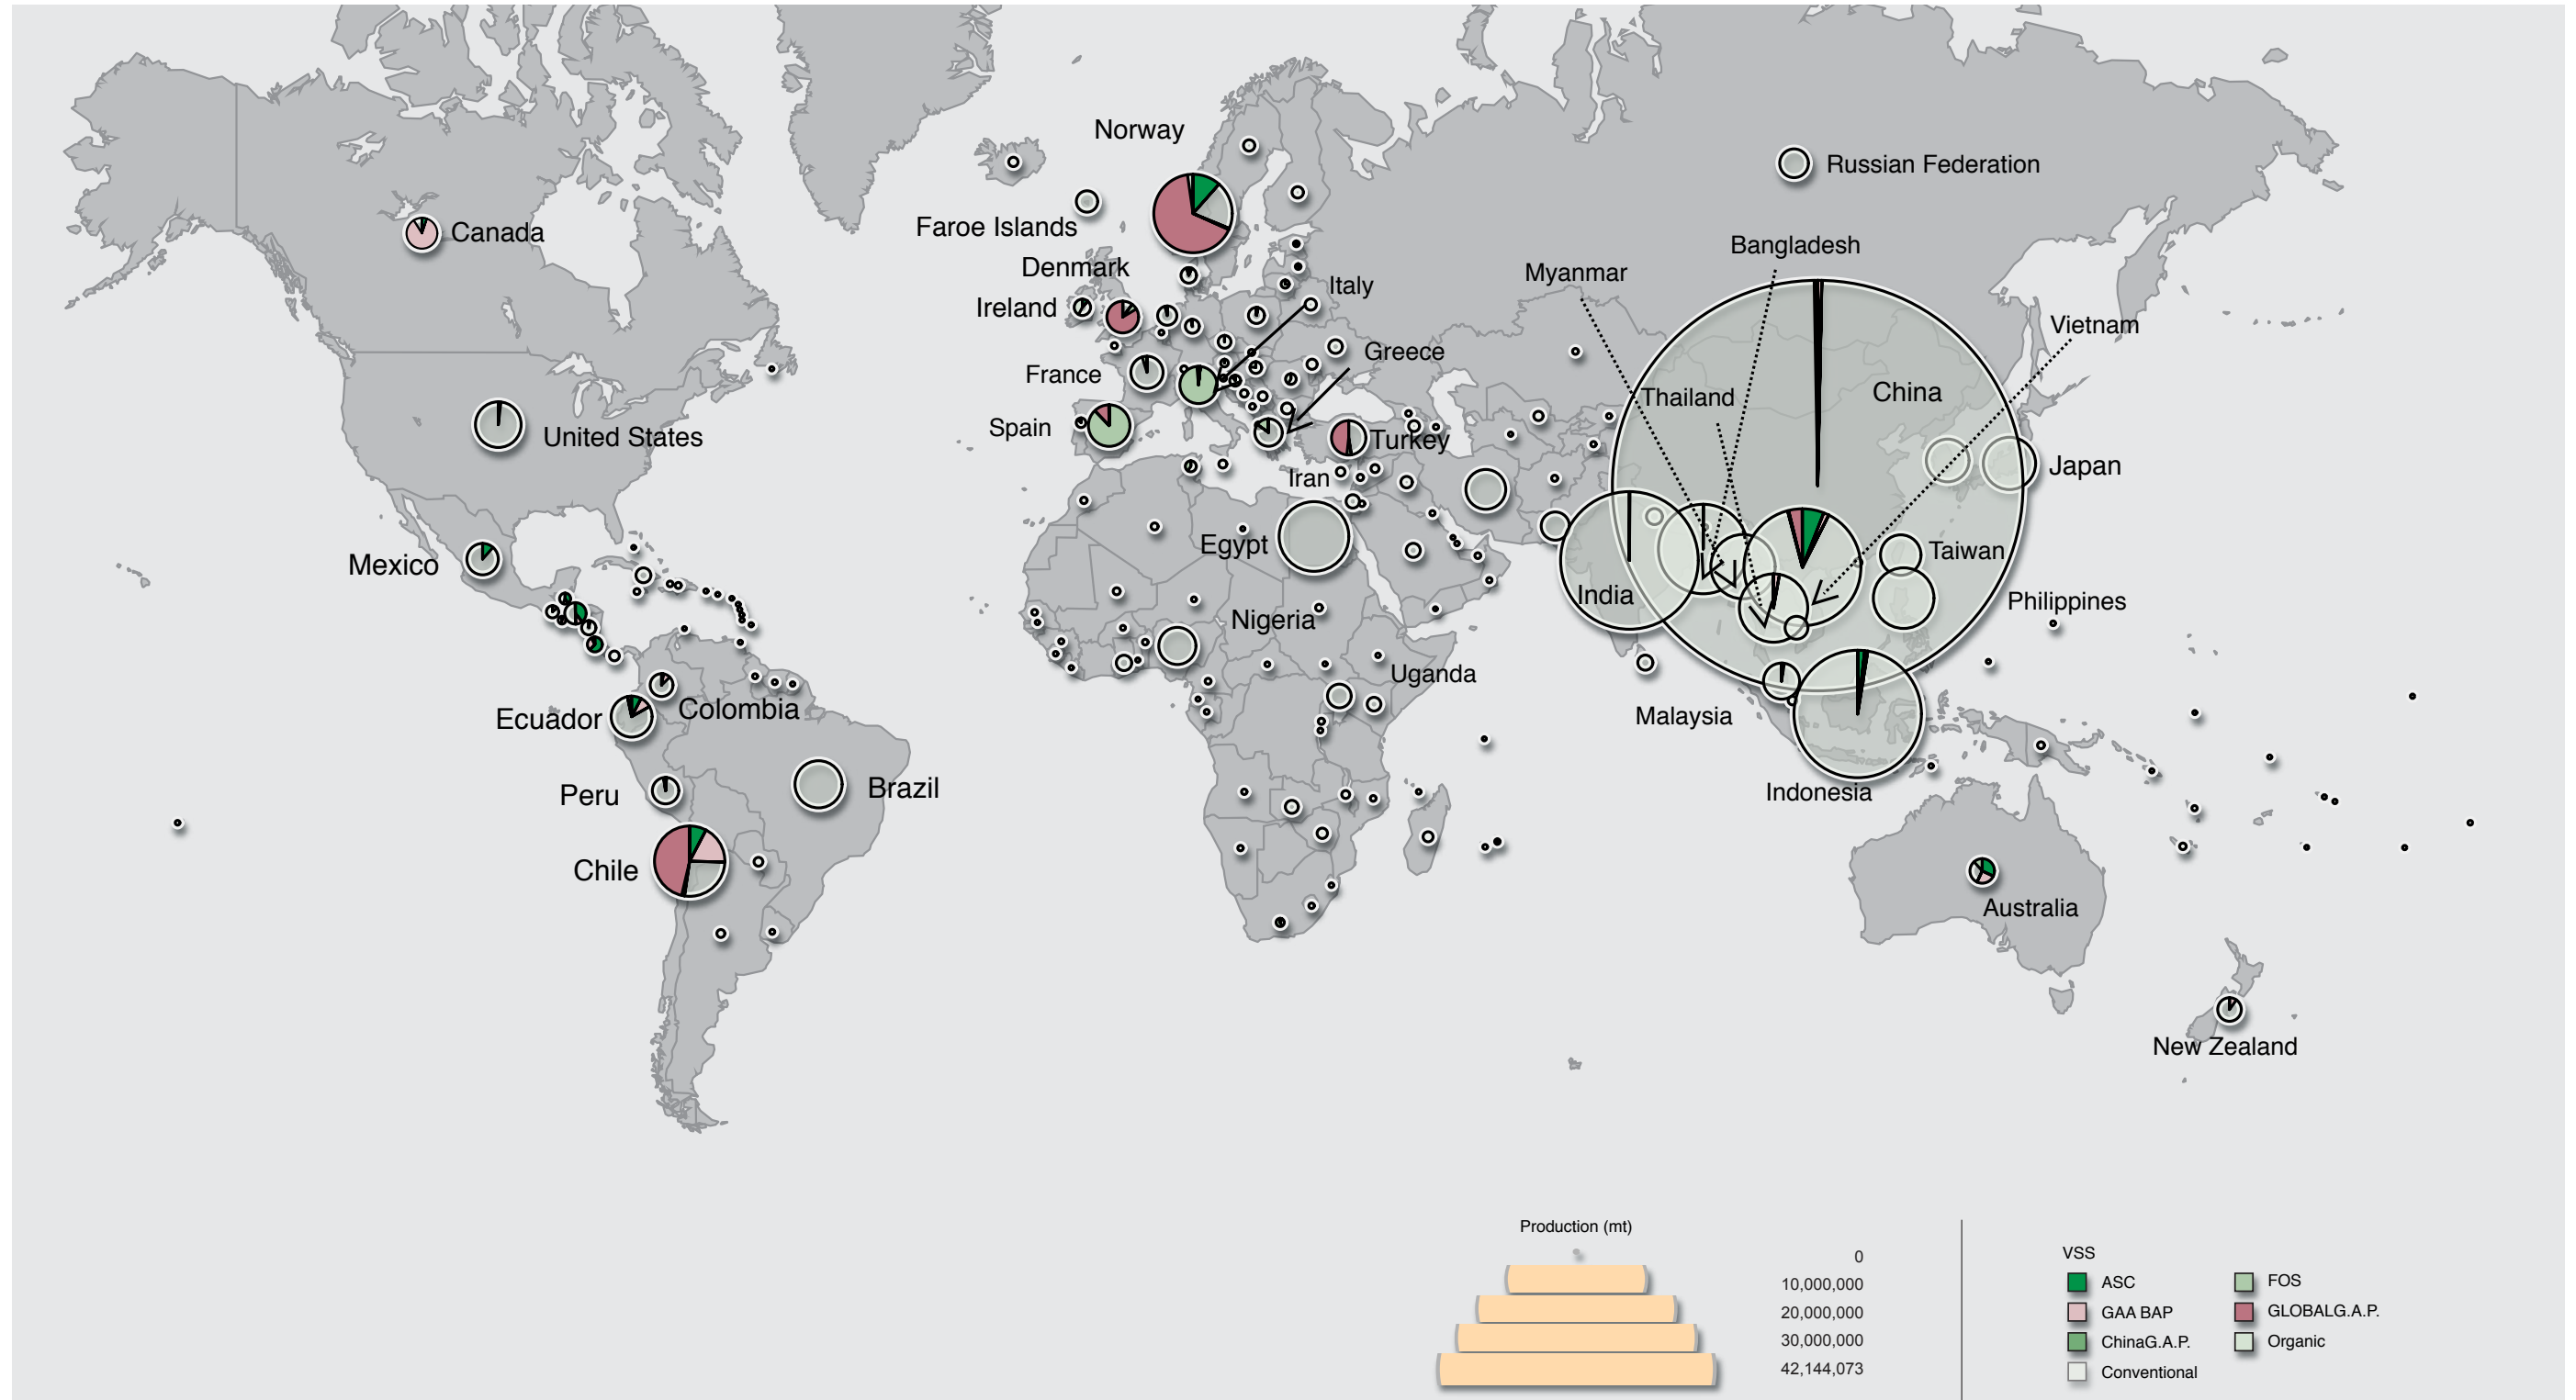 Norway
Russian Federation
Faroe Islands
Canada
Bangladesh
Denmark
Myanmar
Italy
Ireland
Vietnam
Greece
France
China
Thailand
Spain
United States
Turkey
Japan
Iran
Egypt
Taiwan
Mexico
India
Philippines
Nigeria
Uganda
Colombia
Ecuador
Malaysia
Peru
Brazil
Indonesia
Chile
Australia
New Zealand
Production (mt)
0
10,000,000
20,000,000
30,000,000
42,144,073
VSS
ASC
FOS
GAA BAP
GLOBALG.A.P.
ChinaG.A.P.
Organic
Conventional